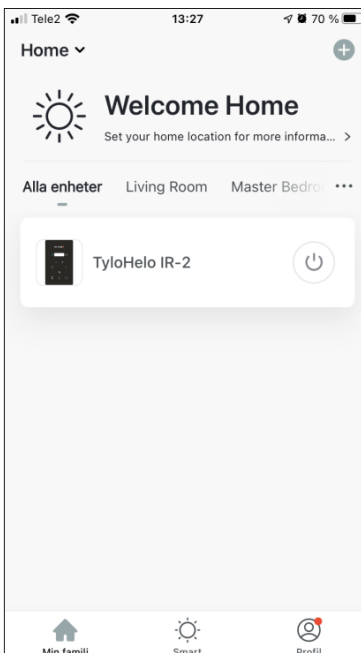 Tele2 13:27 70 %
Home
Welcome Home
Set your home location for more informa...
Alla enheter Living Room Master Bedro
TyloHelo IR-2
Min famili Smart Profil